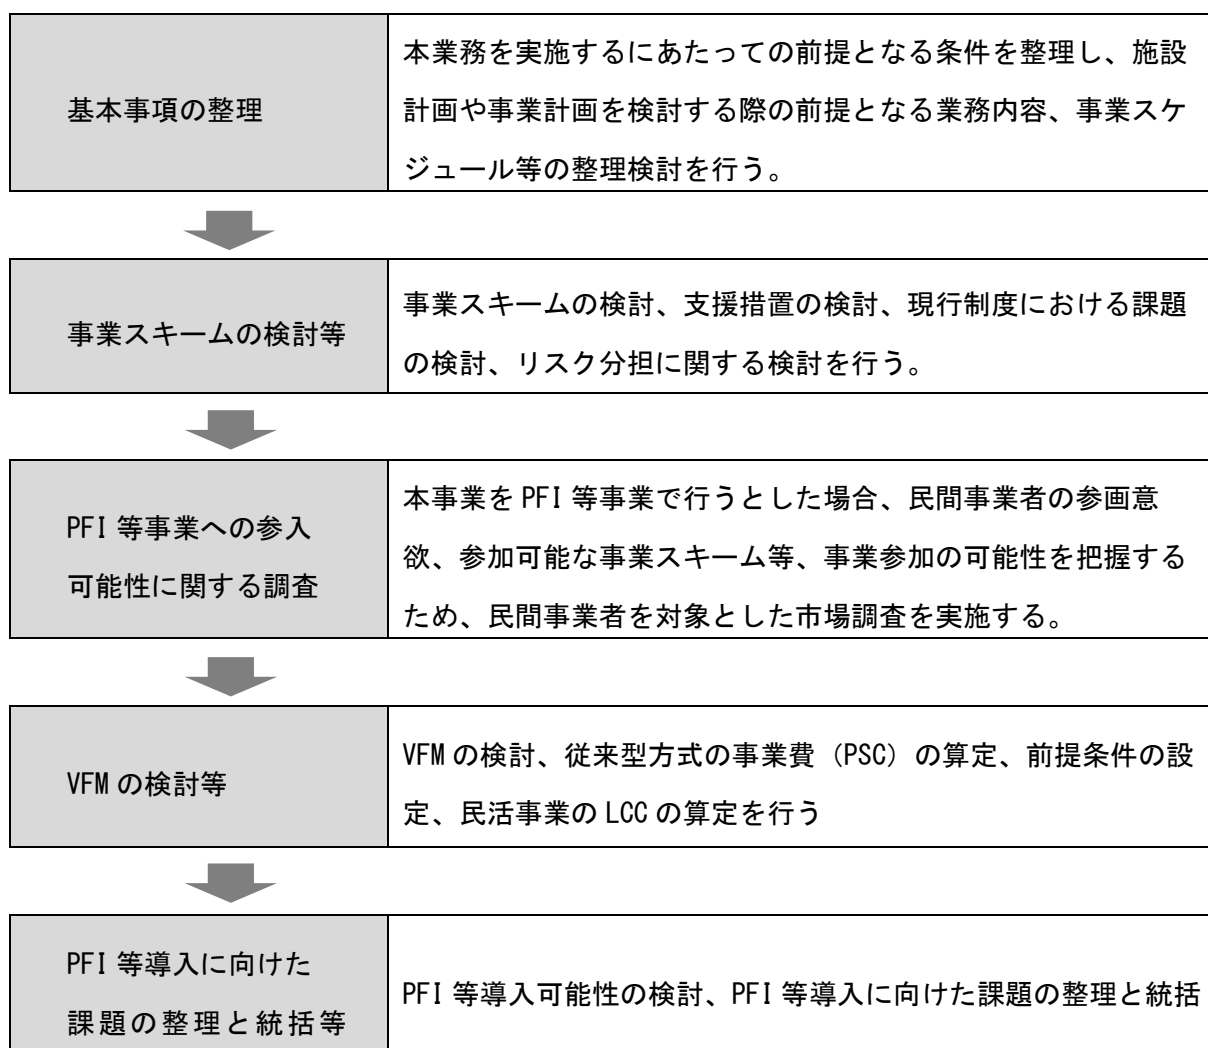 基本事項の整理
本業務を実施するにあたっての前提となる条件を整理し、施設
計画や事業計画を検討する際の前提となる業務内容、事業スケ
ジュール等の整理検討を行う。
事業スキームの検討等
事業スキームの検討、支援措置の検討、現行制度における課題
の検討、リスク分担に関する検討を行う。
PFI 等事業への参入
可能性に関する調査
本事業を PFI 等事業で行うとした場合、民間事業者の参画意
欲、参加可能な事業スキーム等、事業参加の可能性を把握する
ため、民間事業者を対象とした市場調査を実施する。
VFM の検討等
VFM の検討、従来型方式の事業費（PSC）の算定、前提条件の設
定、民活事業の LCC の算定を行う
PFI 等導入に向けた
課題の整理と統括等
PFI 等導入可能性の検討、PFI 等導入に向けた課題の整理と統括